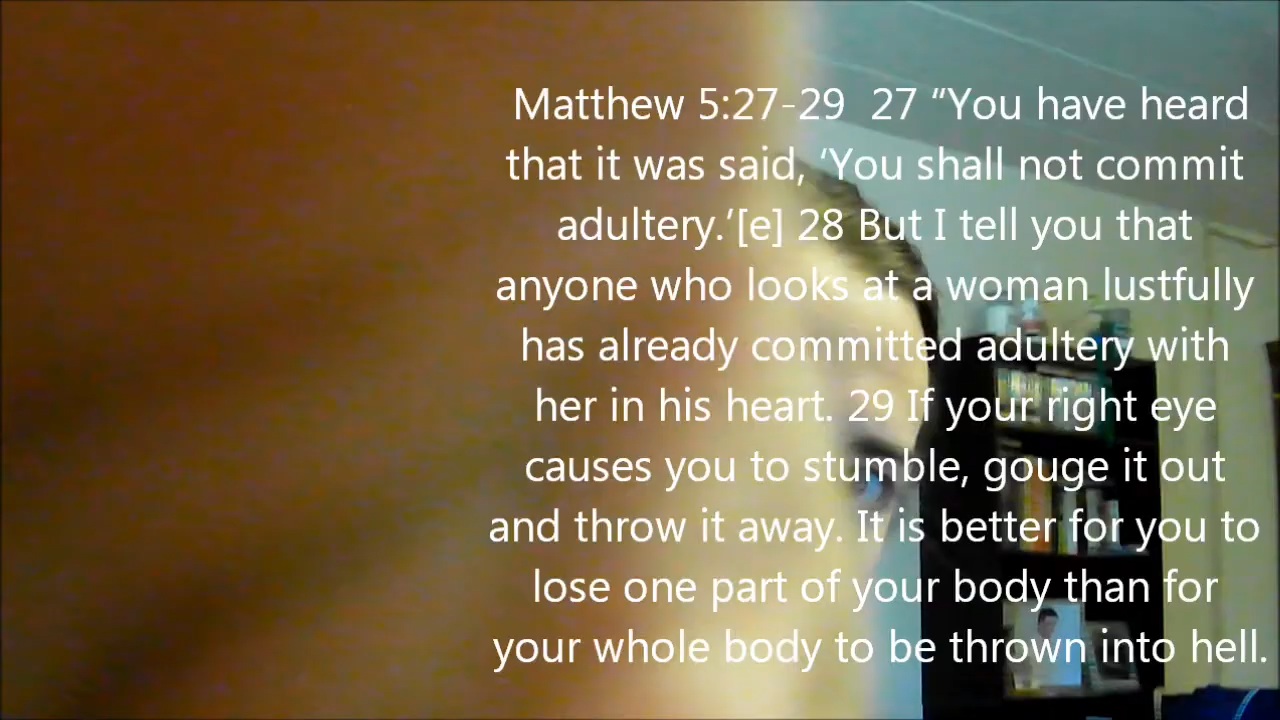 Matthew 5:27-29  27 “You have heard
that it was said, ‘You shall not commit
adultery.’[e] 28 But I tell you that
anyone who looks at a woman lustfully
has already committed adultery with
her in his heart. 29 If your right eye
causes you to stumble, gouge it out
and throw it away. It is better for you to
lose one part of your body than for
your whole body to be thrown into hell.